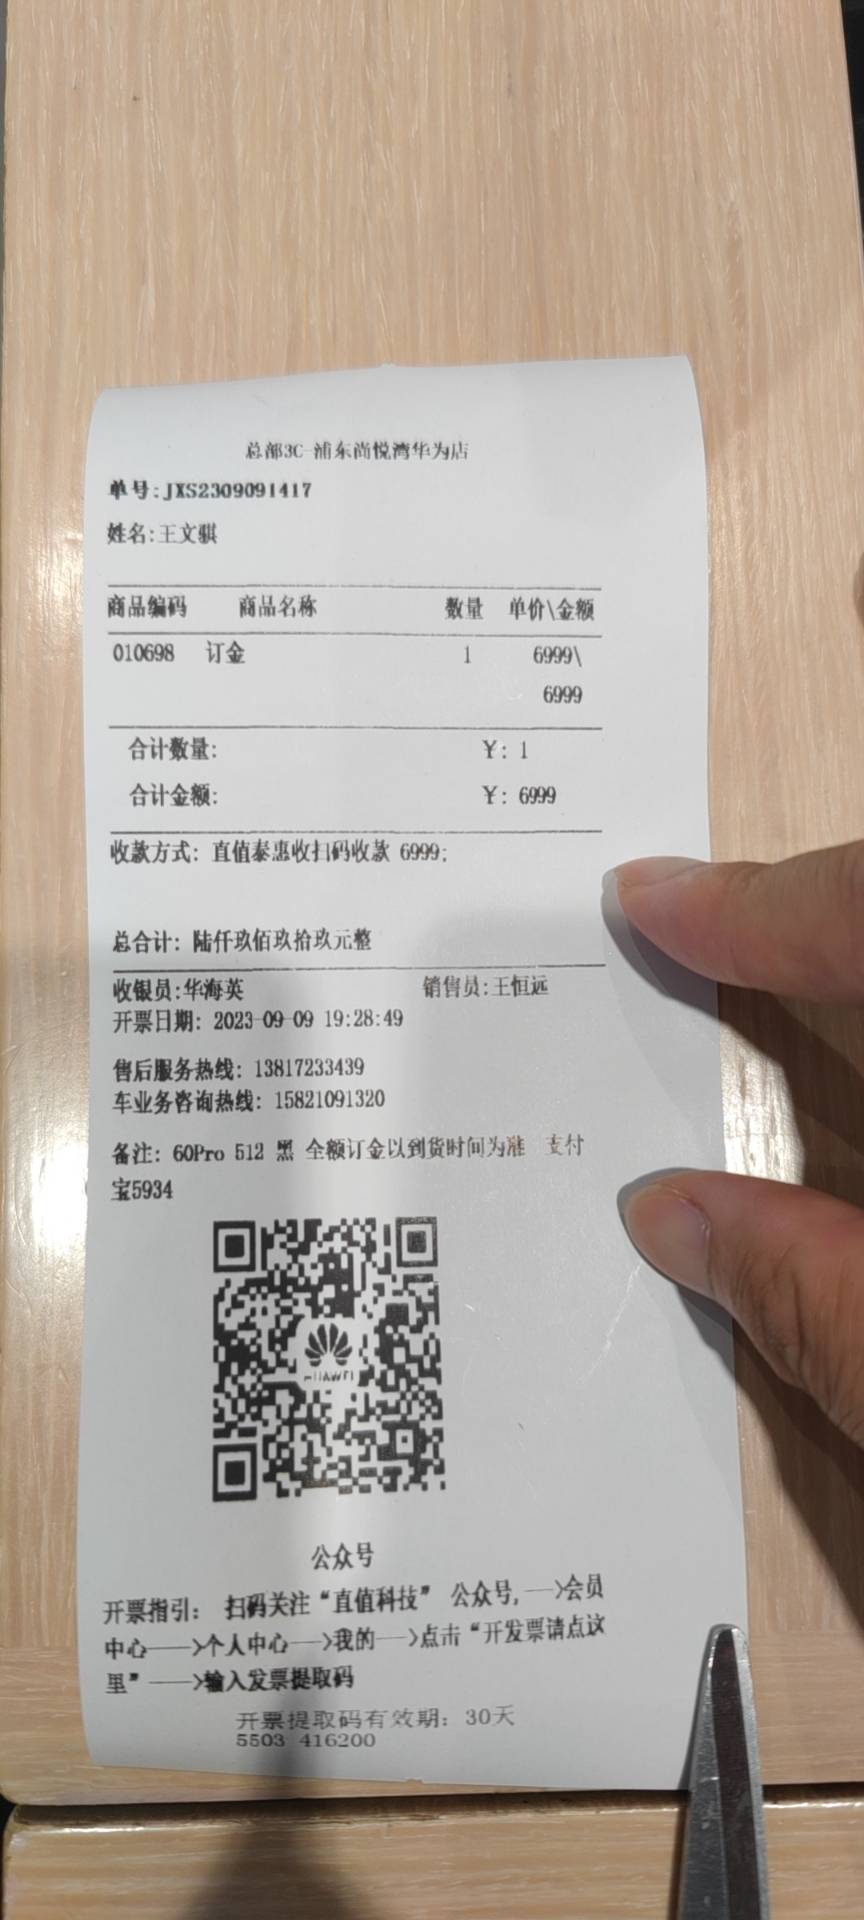 总部3C-浦东尚悦湾华为店
单号:JXS2309091417
姓名:王文骐
商品编码 商品名称 数量 单价\金额
010698 订金 1 6999\
6999
合计数量: ¥: 1
合计金额: ¥: 6999
收款方式: 直值泰惠收扫码收款 6999;
总合计: 陆仟玖佰玖拾玖元整
收银员:华海英 销售员:王恒远
开票日期: 2023-09-09 19:28:49
售后服务热线: 13817233439
车业务咨询热线: 15821091320
备注: 60Pro 512 黑 全额订金以到货时间为准 支付
宝5934
HUAWEI
公众号
开票指引: 扫码关注“直值科技” 公众号,—>会员
中心——>个人中心——>我的——>点击“开发票请点这
里”——>输入发票提取码
开票提取码有效期: 30天
5503 416200